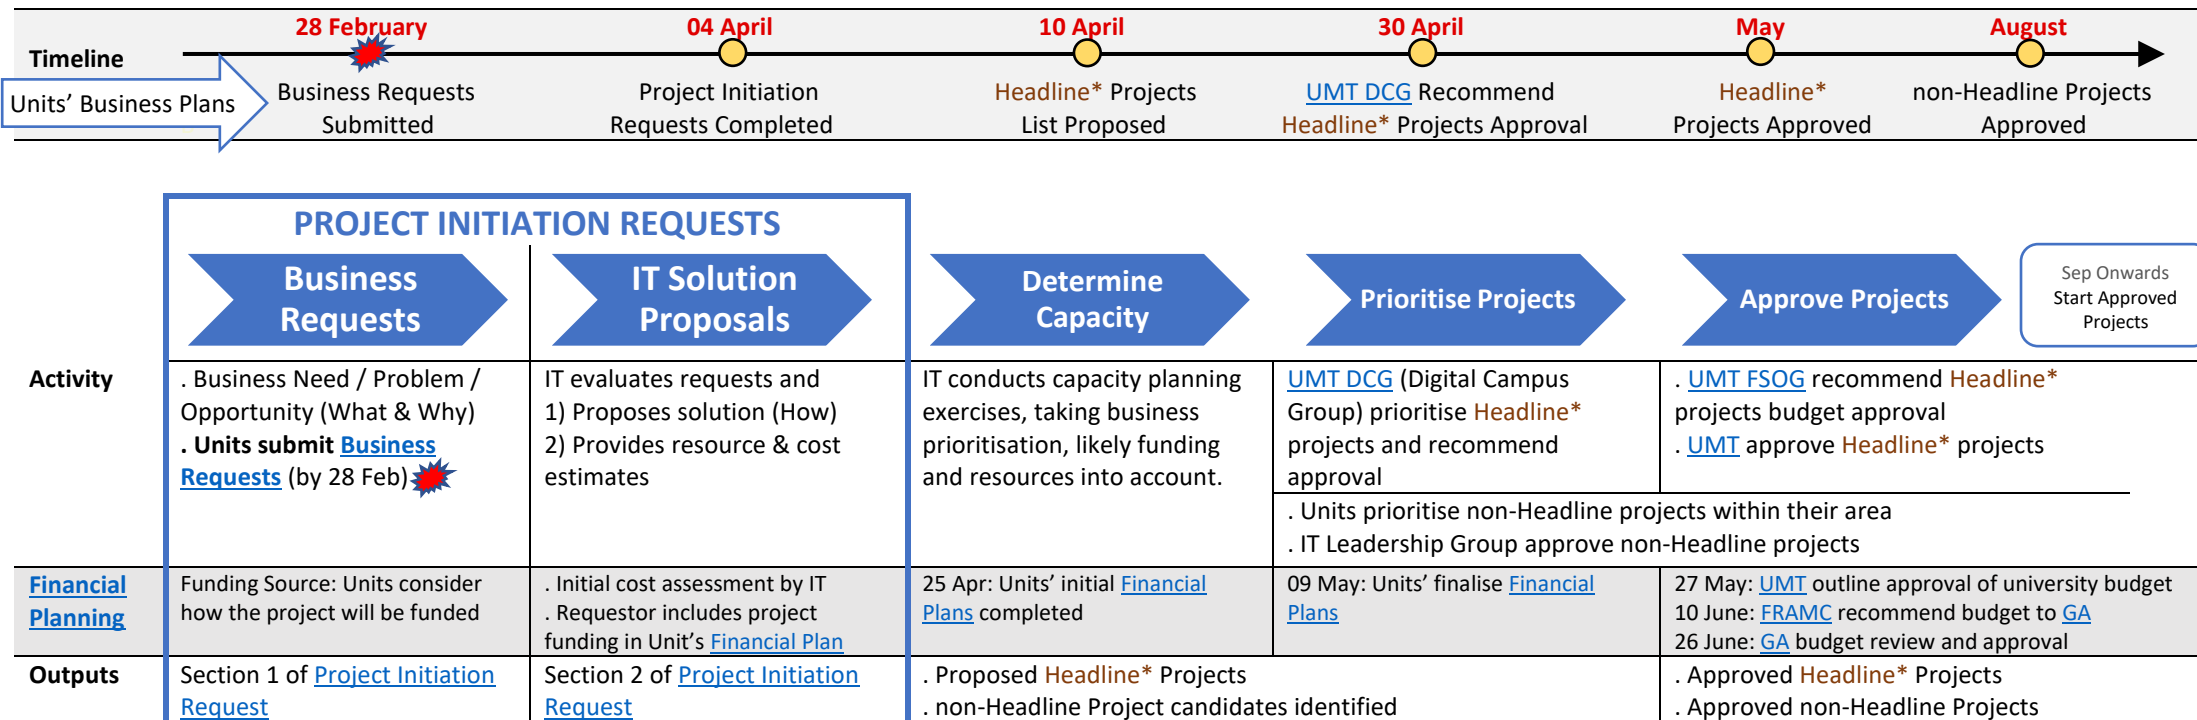 28 February
04 April
10 April
30 April
May
August
Timeline
Units' Business Plans
Business Requests
Submitted
Project Initiation
Requests Completed
Headline* Projects
List Proposed
UMT DCG Recommend
Headline* Projects Approval
Headline*
Projects Approved
non-Headline Projects
Approved
PROJECT INITIATION REQUESTS
Business
Requests
IT Solution
Proposals
Determine
Capacity
Prioritise Projects
Approve Projects
Sep Onwards
Start Approved
Projects
Activity
. Business Need / Problem /
Opportunity (What & Why)
. Units submit Business
Requests (by 28 Feb)
IT evaluates requests and
1) Proposes solution (How)
2) Provides resource & cost
estimates
IT conducts capacity planning
exercises, taking business
prioritisation, likely funding
and resources into account.
UMT DCG (Digital Campus
Group) prioritise Headline*
projects and recommend
approval
. UMT FSOG recommend Headline*
projects budget approval
. UMT approve Headline* projects
. Units prioritise non-Headline projects within their area
. IT Leadership Group approve non-Headline projects
Financial
Planning
Funding Source: Units consider
how the project will be funded
. Initial cost assessment by IT
. Requestor includes project
funding in Unit's Financial Plan
25 Apr: Units' initial Financial
Plans completed
09 May: Units' finalise Financial
Plans
27 May: UMT outline approval of university budget
10 June: FRAMC recommend budget to GA
26 June: GA budget review and approval
Outputs
Section 1 of Project Initiation
Request
Section 2 of Project Initiation
Request
. Proposed Headline* Projects
. non-Headline Project candidates identified
. Approved Headline* Projects
. Approved non-Headline Projects